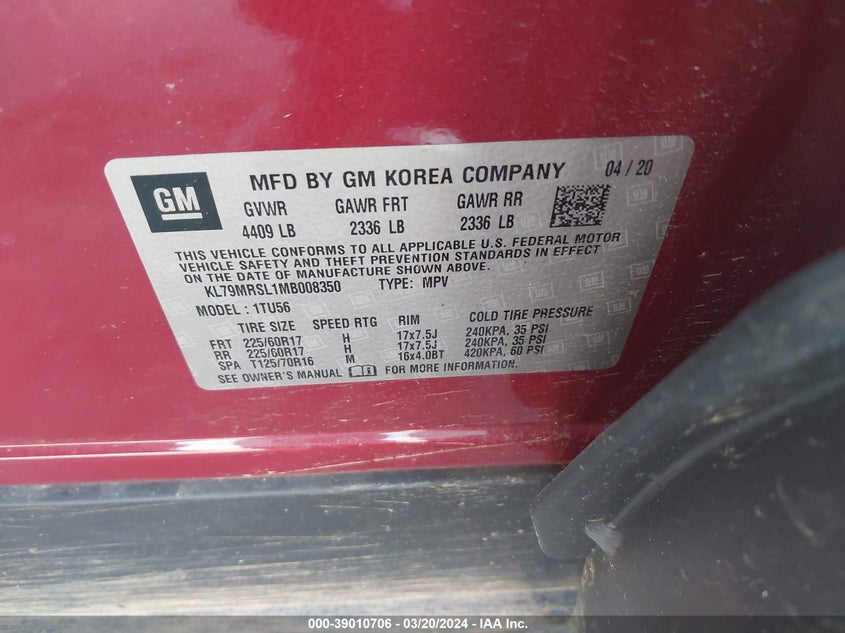 GM
MFD BY GM KOREA COMPANY 04 / 20
GVWR GAWR FRT GAWR RR
4409 LB 2336 LB 2336 LB
THIS VEHICLE CONFORMS TO ALL APPLICABLE U.S. FEDERAL MOTOR
VEHICLE SAFETY AND THEFT PREVENTION STANDARDS IN EFFECT
ON THE DATE OF MANUFACTURE SHOWN ABOVE.
KL79MRSL1MB008350 TYPE: MPV
MODEL : 1TU56
TIRE SIZE SPEED RTG RIM COLD TIRE PRESSURE
FRT 225/60R17 H 17x7.5J 240KPA, 35 PSI
RR 225/60R17 H 17x7.5J 240KPA, 35 PSI
SPA T125/70R16 M 16x4.0BT 420KPA, 60 PSI
SEE OWNER'S MANUAL FOR MORE INFORMATION.
000-39010706 — 03/20/2024 — IAA Inc.